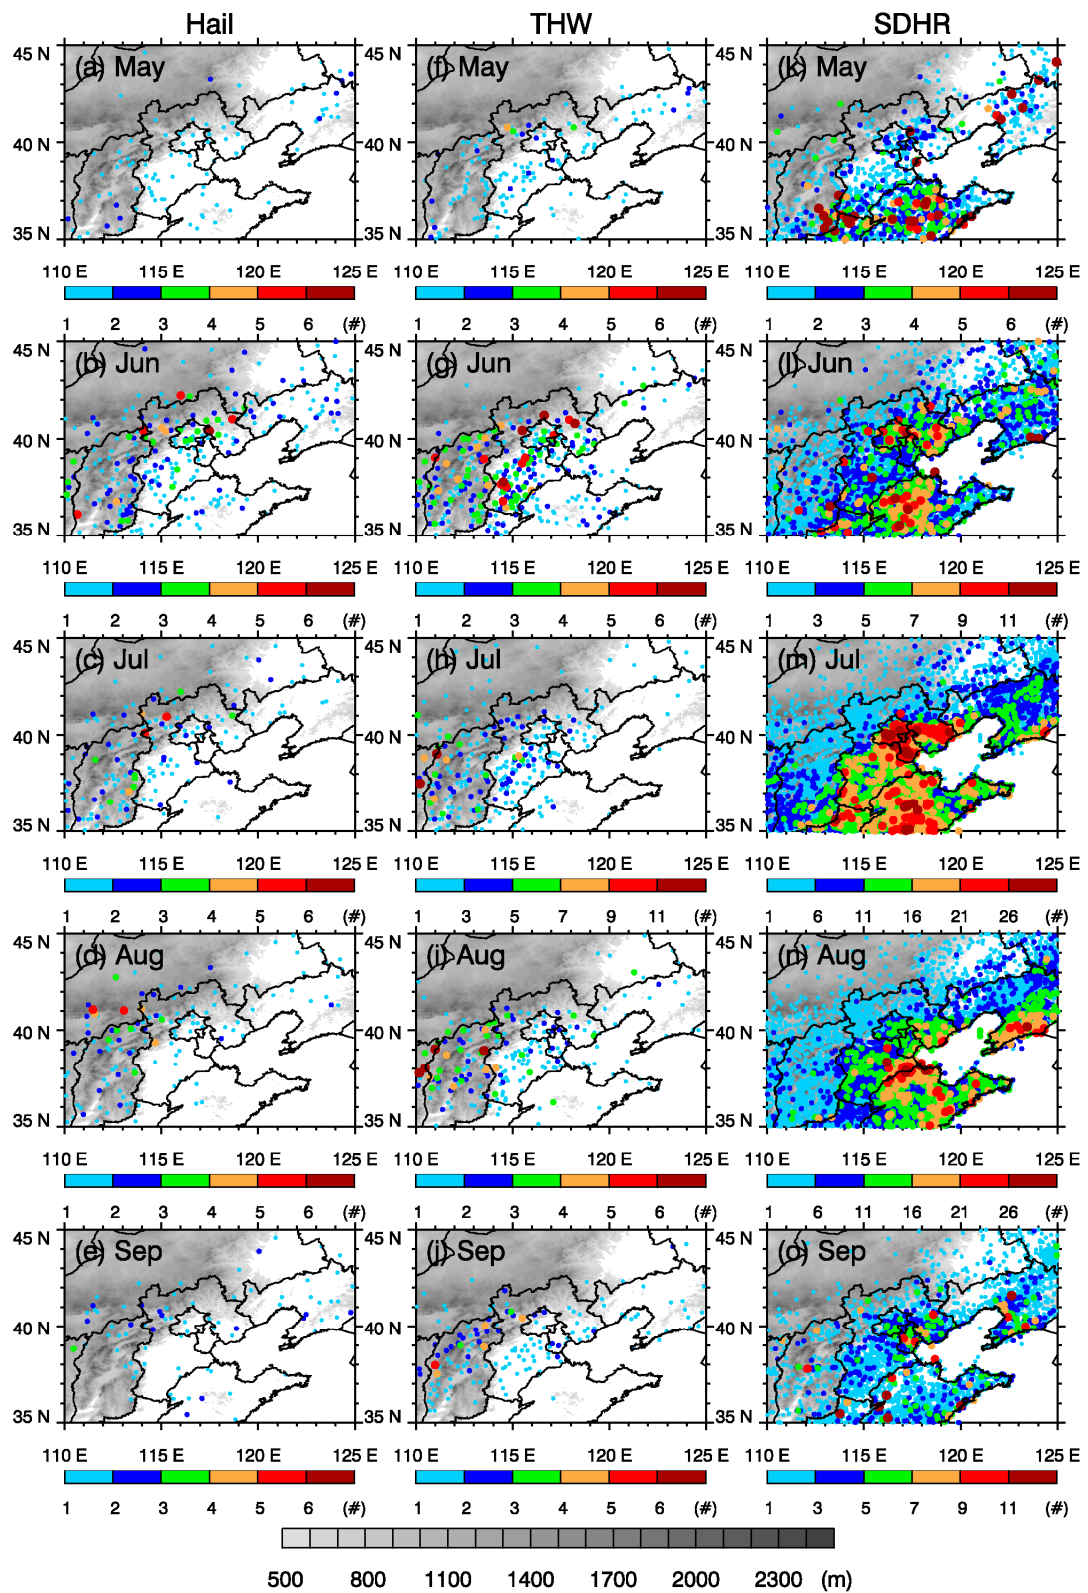 Hail THW SDHR
45 N (a) May (f) May 45 N (k) May 45 N
40 N 40 N 40 N
35 N 35 N 35 N
110 E 115 E 120 E 125 E 110 E 115 E 120 E 125 E 110 E 115 E 120 E 125 E
1 2 3 4 5 6 (#) 1 2 3 4 5 6 (#) 1 2 3 4 5 6 (#)
45 N (b) Jun (g) Jun 45 N (l) Jun 45 N
40 N 40 N 40 N
35 N 35 N 35 N
110 E 115 E 120 E 125 E 110 E 115 E 120 E 125 E 110 E 115 E 120 E 125 E
1 2 3 4 5 6 (#) 1 2 3 4 5 6 (#) 1 3 5 7 9 11 (#)
45 N (c) Jul (h) Jul 45 N (m) Jul 45 N
40 N 40 N 40 N
35 N 35 N 35 N
110 E 115 E 120 E 125 E 110 E 115 E 120 E 125 E 110 E 115 E 120 E 125 E
1 2 3 4 5 6 (#) 1 3 5 7 9 11 (#) 1 6 11 16 21 26 (#)
45 N (d) Aug (i) Aug 45 N (n) Aug 45 N
40 N 40 N 40 N
35 N 35 N 35 N
110 E 115 E 120 E 125 E 110 E 115 E 120 E 125 E 110 E 115 E 120 E 125 E
1 2 3 4 5 6 (#) 1 2 3 4 5 6 (#) 1 6 11 16 21 26 (#)
45 N (e) Sep (j) Sep 45 N (o) Sep 45 N
40 N 40 N 40 N
35 N 35 N 35 N
110 E 115 E 120 E 125 E 110 E 115 E 120 E 125 E 110 E 115 E 120 E 125 E
1 2 3 4 5 6 (#) 1 2 3 4 5 6 (#) 1 3 5 7 9 11 (#)
500 800 1100 1400 1700 2000 2300 (m)